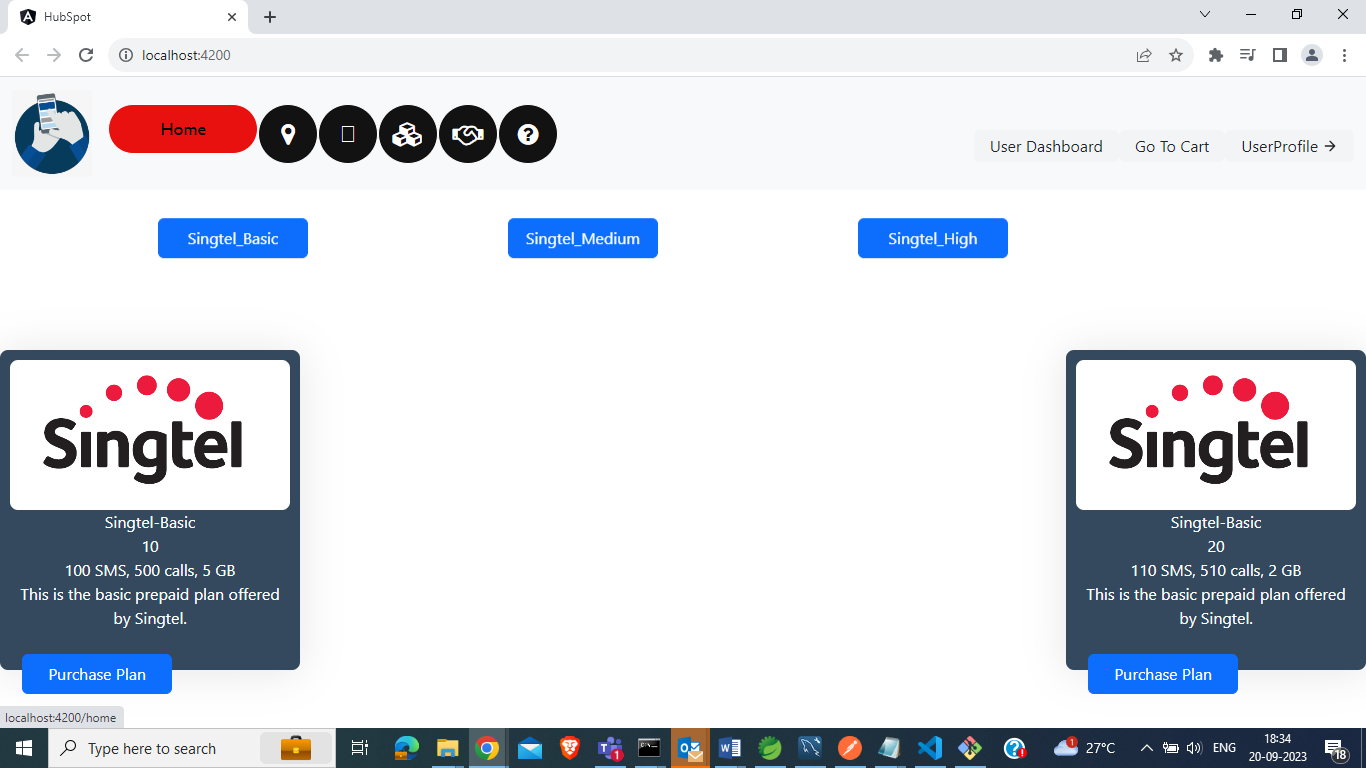 HubSpot
localhost:4200
Home
User Dashboard
Go To Cart
UserProfile →
Singtel_Basic
Singtel_Medium
Singtel_High
Singtel
Singtel-Basic
10
100 SMS, 500 calls, 5 GB
This is the basic prepaid plan offered
by Singtel.
Purchase Plan
Singtel
Singtel-Basic
20
110 SMS, 510 calls, 2 GB
This is the basic prepaid plan offered
by Singtel.
Purchase Plan
localhost:4200/home
Type here to search
1
1
27°C
ENG
18:34
20-09-2023
18